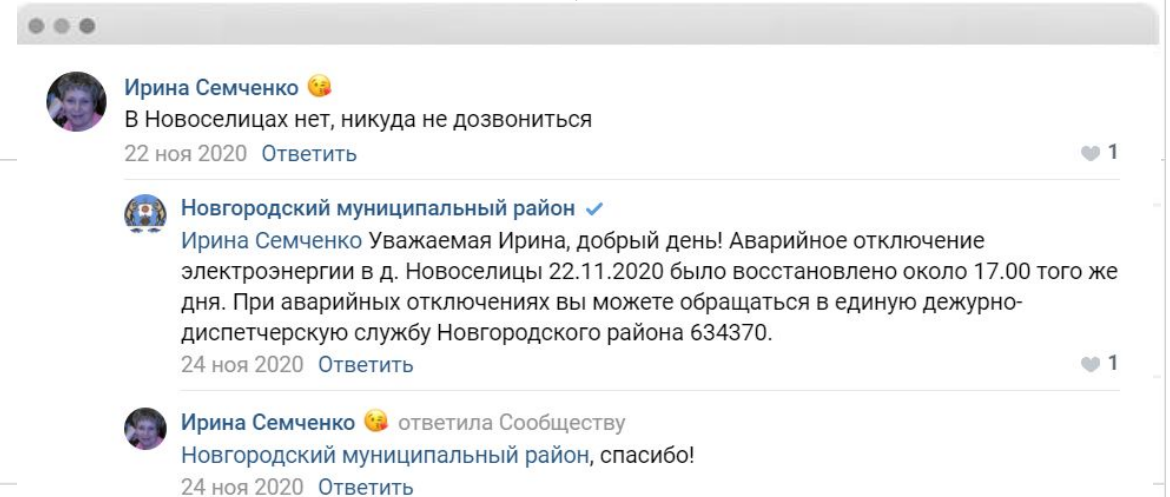 Ирина Семченко 😘
В Новоселицах нет, никуда не дозвониться
22 ноя 2020 Ответить 1
Новгородский муниципальный район
Ирина Семченко Уважаемая Ирина, добрый день! Аварийное отключение
электроэнергии в д. Новоселицы 22.11.2020 было восстановлено около 17.00 того же
дня. При аварийных отключениях вы можете обращаться в единую дежурно-
диспетчерскую службу Новгородского района 634370.
24 ноя 2020 Ответить 1
Ирина Семченко 😘 ответила Сообществу
Новгородский муниципальный район, спасибо!
24 ноя 2020 Ответить